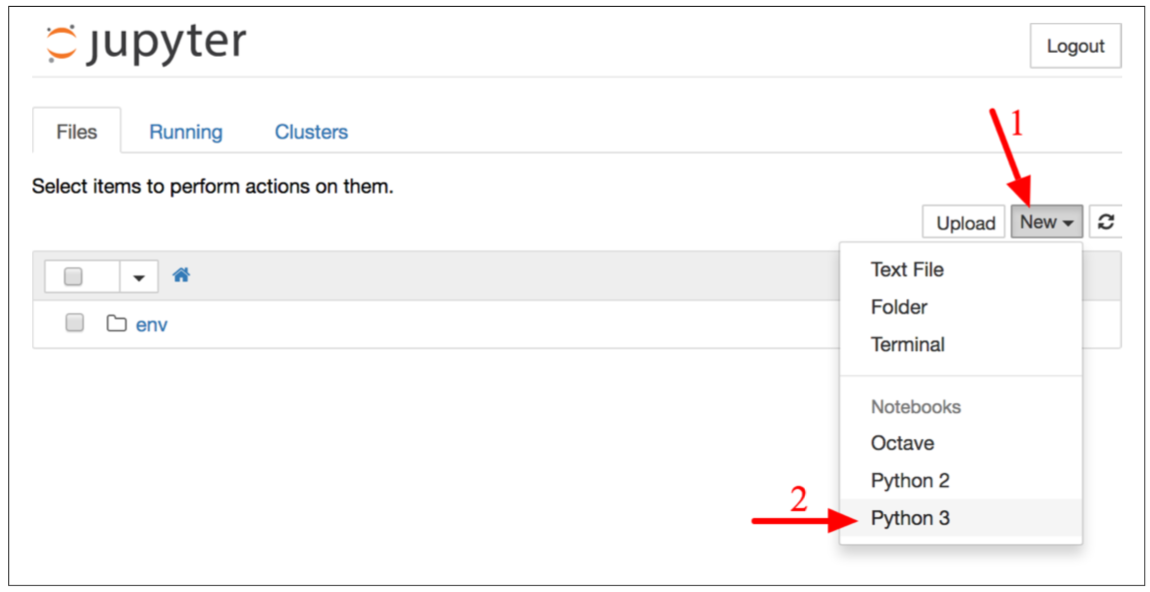 jupyter
Logout
Files Running Clusters
1
Select items to perform actions on them.
Upload New
Text File
env
Folder
Terminal
Notebooks
Octave
Python 2
2
Python 3